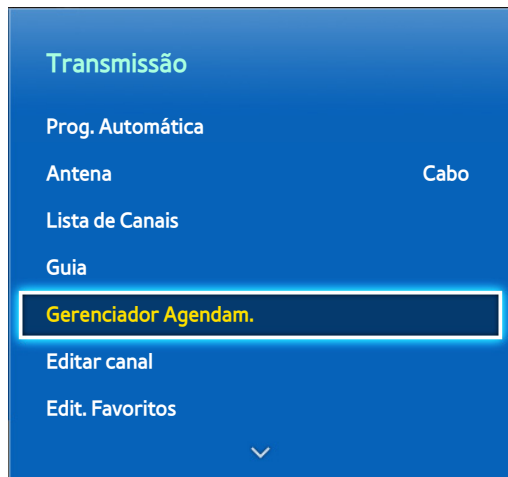 Transmissão
Prog. Automática
Antena Cabo
Lista de Canais
Guia
Gerenciador Agendam.
Editar canal
Edit. Favoritos